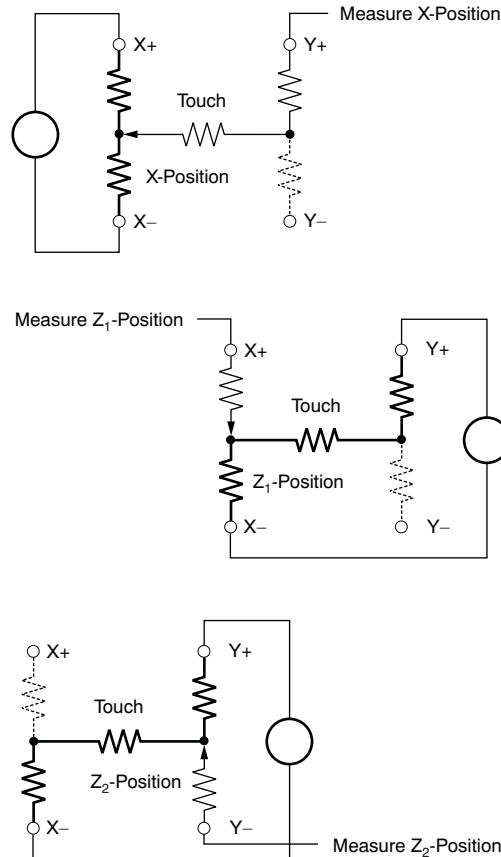 Measure X-Position
X+
Y+
Touch
X-Position
X−
Y−
Measure Z₁-Position
X+
Y+
Touch
Z₁-Position
X−
Y−
X+
Y+
Touch
Z₂-Position
X−
Y−
Measure Z₂-Position